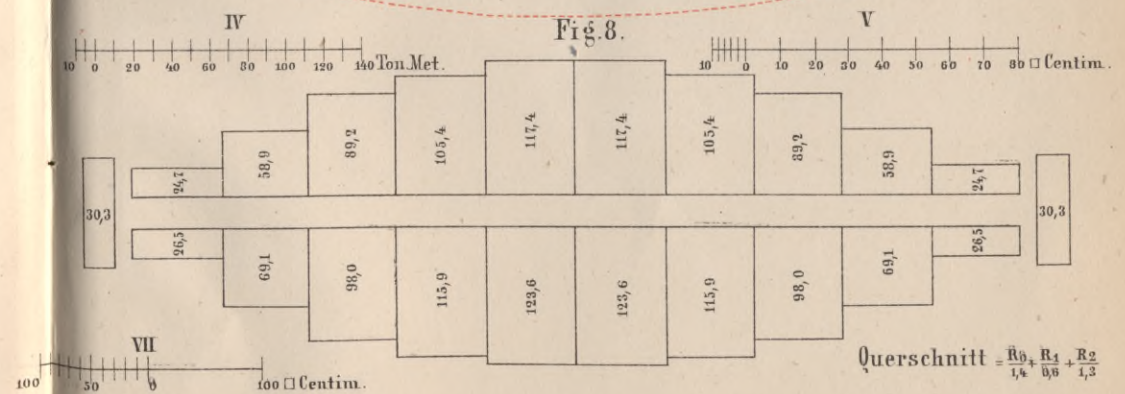 IV
Fig. 8.
V
10 0 20 40 60 80 100 120 140 Ton. Met.
10 0 10 20 30 40 50 60 70 80 □ Centim.
30,3 24,7 58,9 89,2 105,4 117,4 117,4 105,4 89,2 58,9 24,7 30,3
26,5 69,1 98,0 115,9 123,6 123,6 115,9 98,0 69,1 26,5
VII
100 50 0 100 □ Centim.
Querschnitt = R0/1,4 + R1/0,6 + R2/1,3